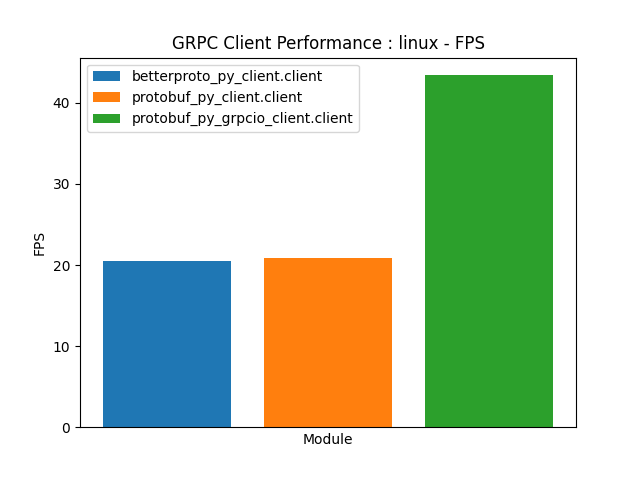 GRPC Client Performance : linux - FPS
betterproto_py_client.client
protobuf_py_client.client
protobuf_py_grpcio_client.client
40
30
20
10
0
FPS
Module